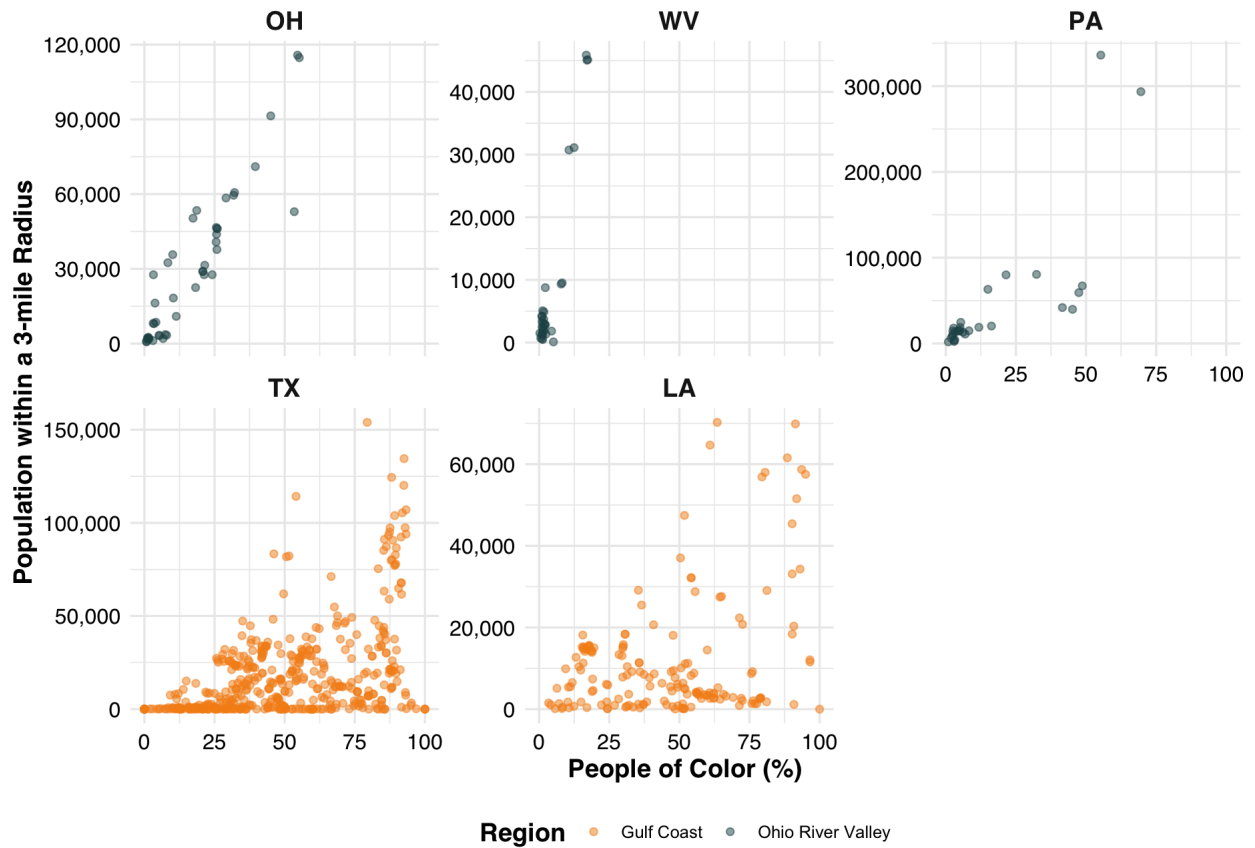 OH
WV
PA
120,000
90,000
60,000
30,000
0
40,000
30,000
20,000
10,000
0
300,000
200,000
100,000
0
0 25 50 75 100
TX
LA
150,000
100,000
50,000
0
0 25 50 75 100
60,000
40,000
20,000
0
0 25 50 75 100
Population within a 3-mile Radius
People of Color (%)
Region Gulf Coast Ohio River Valley